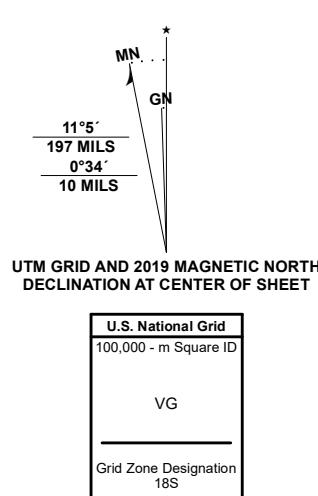 ★
MN
GN
11°5´
197 MILS
0°34´
10 MILS
UTM GRID AND 2019 MAGNETIC NORTH
DECLINATION AT CENTER OF SHEET
U.S. National Grid
100,000 - m Square ID
VG
Grid Zone Designation
18S